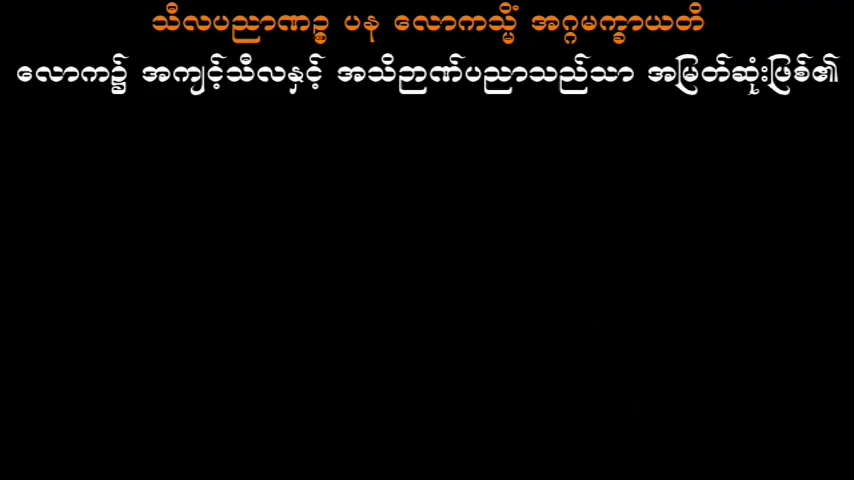 သီလပညာဏဉ္စ ပန လောကသ္မိံ အဂ္ဂမက္ခာယတိ
လောက၌ အကျင့်သီလနှင့် အသိဉာဏ်ပညာသည်သာ အမြတ်ဆုံးဖြစ်၏